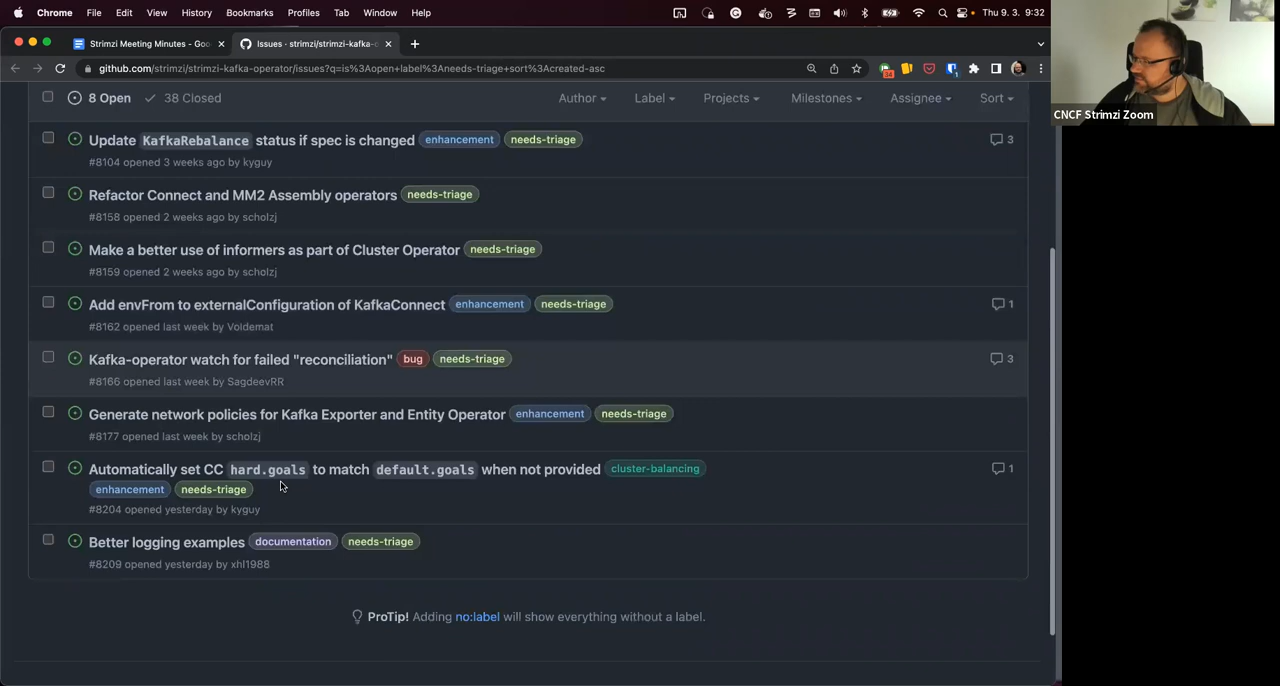 Chrome File Edit View History Bookmarks Profiles Tab Window Help Thu 9. 3. 9:32
Strimzi Meeting Minutes - Goo Issues · strimzi/strimzi-kafka-o
github.com/strimzi/strimzi-kafka-operator/issues?q=is%3Aopen+label%3Aneeds-triage+sort%3Acreated-asc 34 1
CNCF Strimzi Zoom
8 Open 38 Closed Author Label Projects Milestones Assignee Sort
Update KafkaRebalance status if spec is changed enhancement needs-triage 3
#8104 opened 3 weeks ago by kyguy
Refactor Connect and MM2 Assembly operators needs-triage
#8158 opened 2 weeks ago by scholzj
Make a better use of informers as part of Cluster Operator needs-triage
#8159 opened 2 weeks ago by scholzj
Add envFrom to externalConfiguration of KafkaConnect enhancement needs-triage 1
#8162 opened last week by Voldemat
Kafka-operator watch for failed "reconciliation" bug needs-triage 3
#8166 opened last week by SagdeevRR
Generate network policies for Kafka Exporter and Entity Operator enhancement needs-triage
#8177 opened last week by scholzj
Automatically set CC hard.goals to match default.goals when not provided cluster-balancing 1
enhancement needs-triage
#8204 opened yesterday by kyguy
Better logging examples documentation needs-triage
#8209 opened yesterday by xhl1988
ProTip! Adding no:label will show everything without a label.